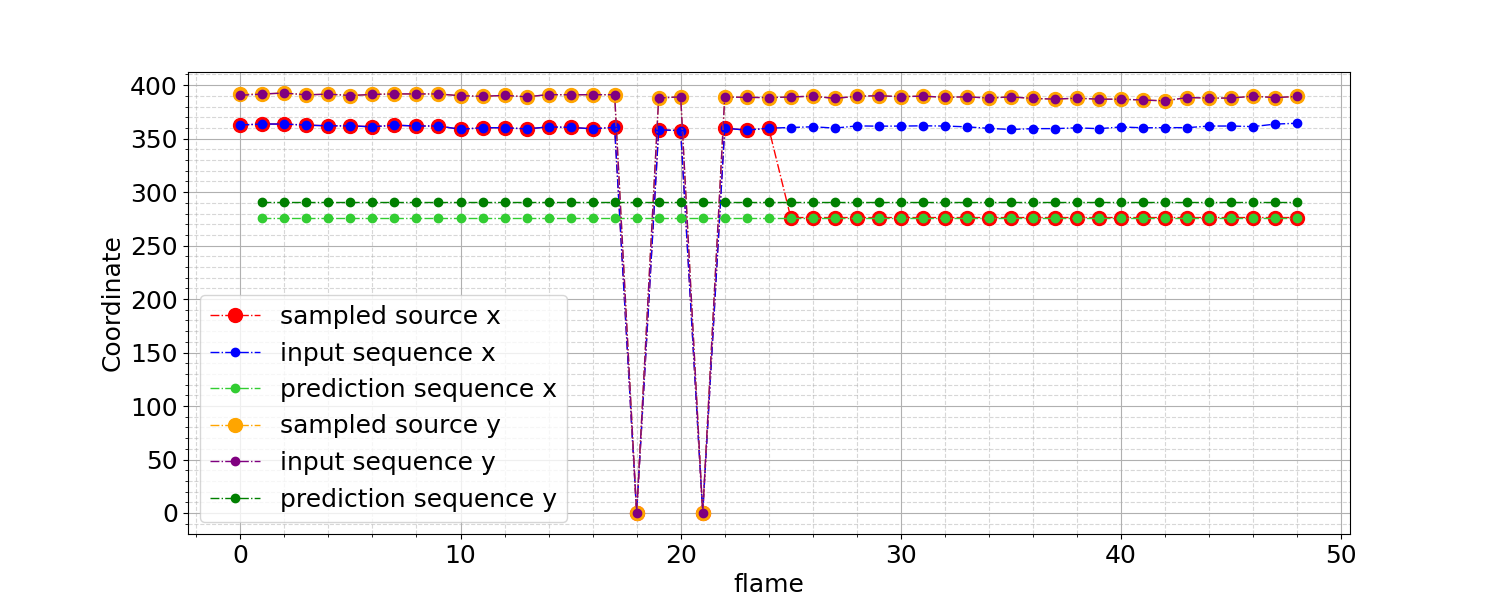 400
350
300
250
200
150
100
50
0
Coordinate
sampled source x
input sequence x
prediction sequence x
sampled source y
input sequence y
prediction sequence y
0 10 20 30 40 50
flame